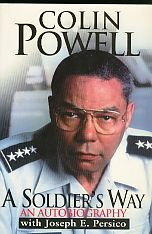 COLIN
POWELL
A SOLDIER'S WAY
AN AUTOBIOGRAPHY
with Joseph E. Persico